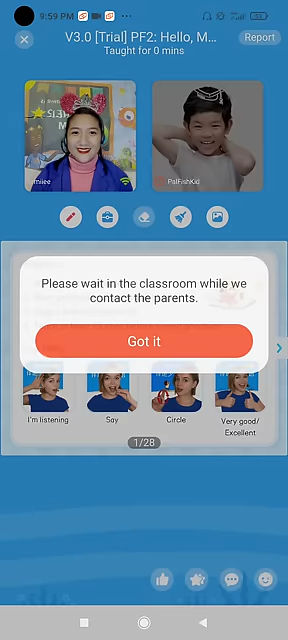 9:59 PM
53
V3.0 [Trial] PF2: Hello, M...
Taught for 0 mins
Report
PalFishKid
Please wait in the classroom while we
contact the parents.
Got it
I'm listening
Say
Circle
Very good/
Excellent
1/28